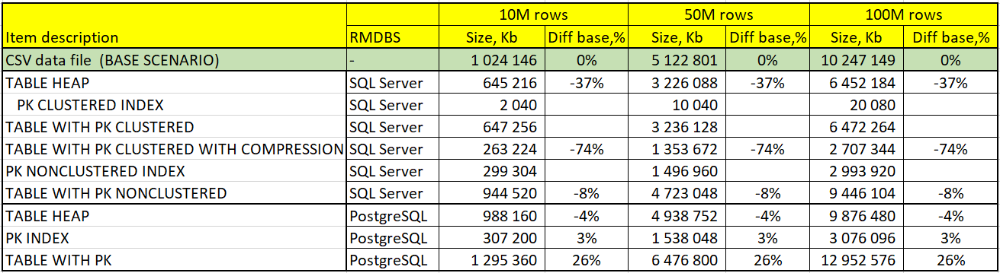 10M rows 50M rows 100M rows
Item description RMDBS Size, Kb Diff base,% Size, Kb Diff base,% Size, Kb Diff base,%
CSV data file (BASE SCENARIO) - 1 024 146 0% 5 122 801 0% 10 247 149 0%
TABLE HEAP SQL Server 645 216 -37% 3 226 088 -37% 6 452 184 -37%
PK CLUSTERED INDEX SQL Server 2 040 10 040 20 080
TABLE WITH PK CLUSTERED SQL Server 647 256 3 236 128 6 472 264
TABLE WITH PK CLUSTERED WITH COMPRESSION SQL Server 263 224 -74% 1 353 672 -74% 2 707 344 -74%
PK NONCLUSTERED INDEX SQL Server 299 304 1 496 960 2 993 920
TABLE WITH PK NONCLUSTERED SQL Server 944 520 -8% 4 723 048 -8% 9 446 104 -8%
TABLE HEAP PostgreSQL 988 160 -4% 4 938 752 -4% 9 876 480 -4%
PK INDEX PostgreSQL 307 200 3% 1 538 048 3% 3 076 096 3%
TABLE WITH PK PostgreSQL 1 295 360 26% 6 476 800 26% 12 952 576 26%